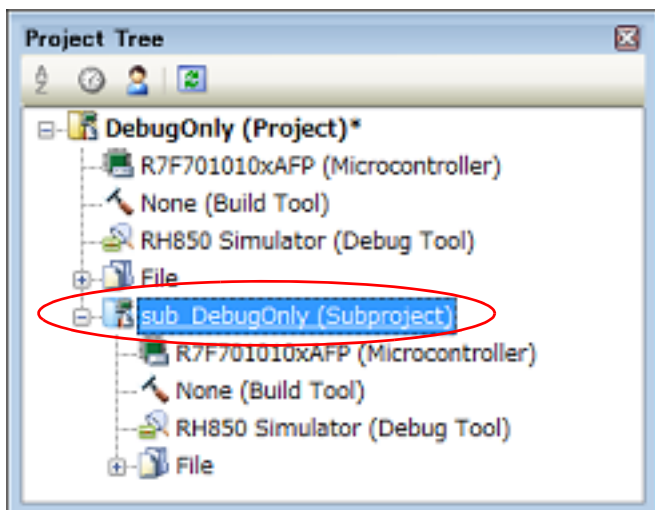 Project Tree
DebugOnly (Project)*
R7F701010xAFP (Microcontroller)
None (Build Tool)
RH850 Simulator (Debug Tool)
File
sub_DebugOnly (Subproject)
R7F701010xAFP (Microcontroller)
None (Build Tool)
RH850 Simulator (Debug Tool)
File